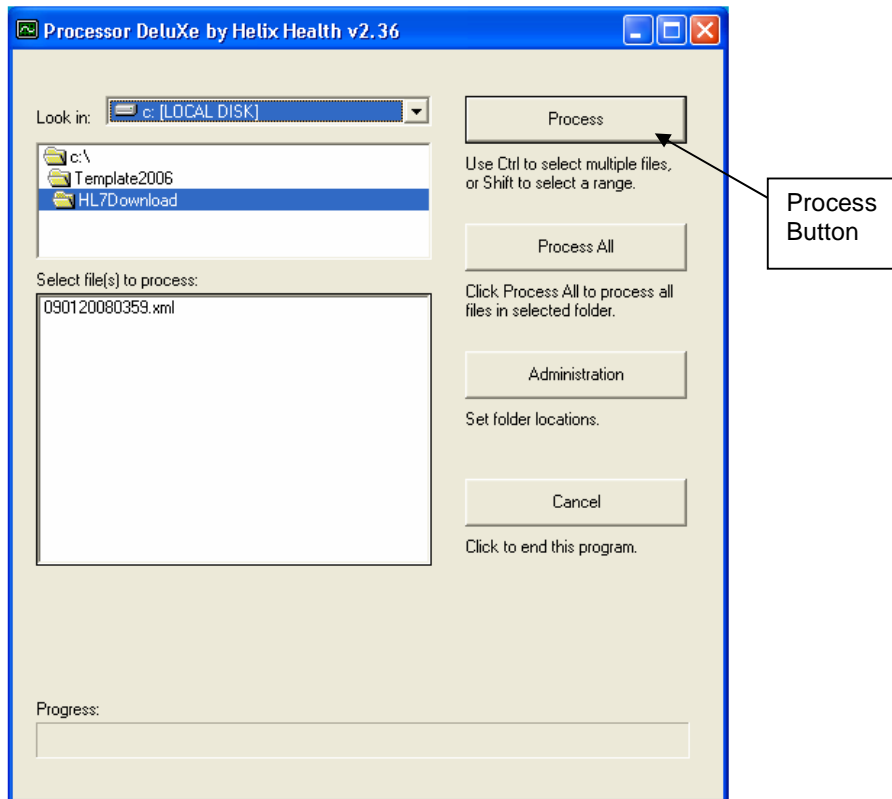 Processor DeluXe by Helix Health v2.36
Look in:
c: [LOCAL DISK]
c:\
Template2006
HL7Download
Select file(s) to process:
090120080359.xml
Process
Use Ctrl to select multiple files,
or Shift to select a range.
Process All
Click Process All to process all
files in selected folder.
Administration
Set folder locations.
Cancel
Click to end this program.
Progress:
Process
Button